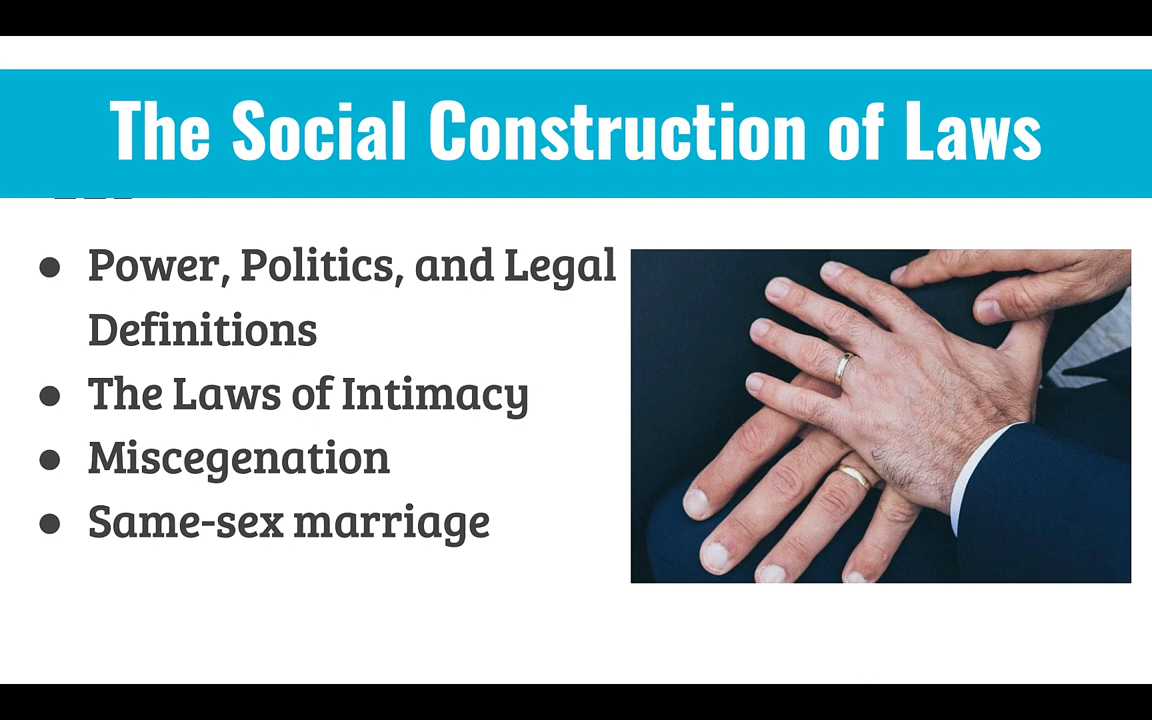 The Social Construction of Laws
● Power, Politics, and Legal
Definitions
● The Laws of Intimacy
● Miscegenation
● Same-sex marriage